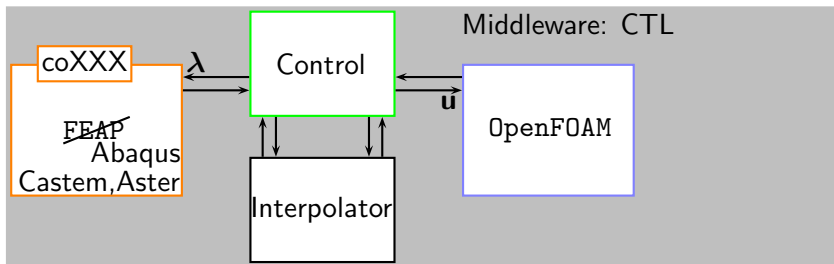 Middleware: CTL
coXXX
λ
Control
u
FEAP
Abaqus
Castem,Aster
OpenFOAM
Interpolator